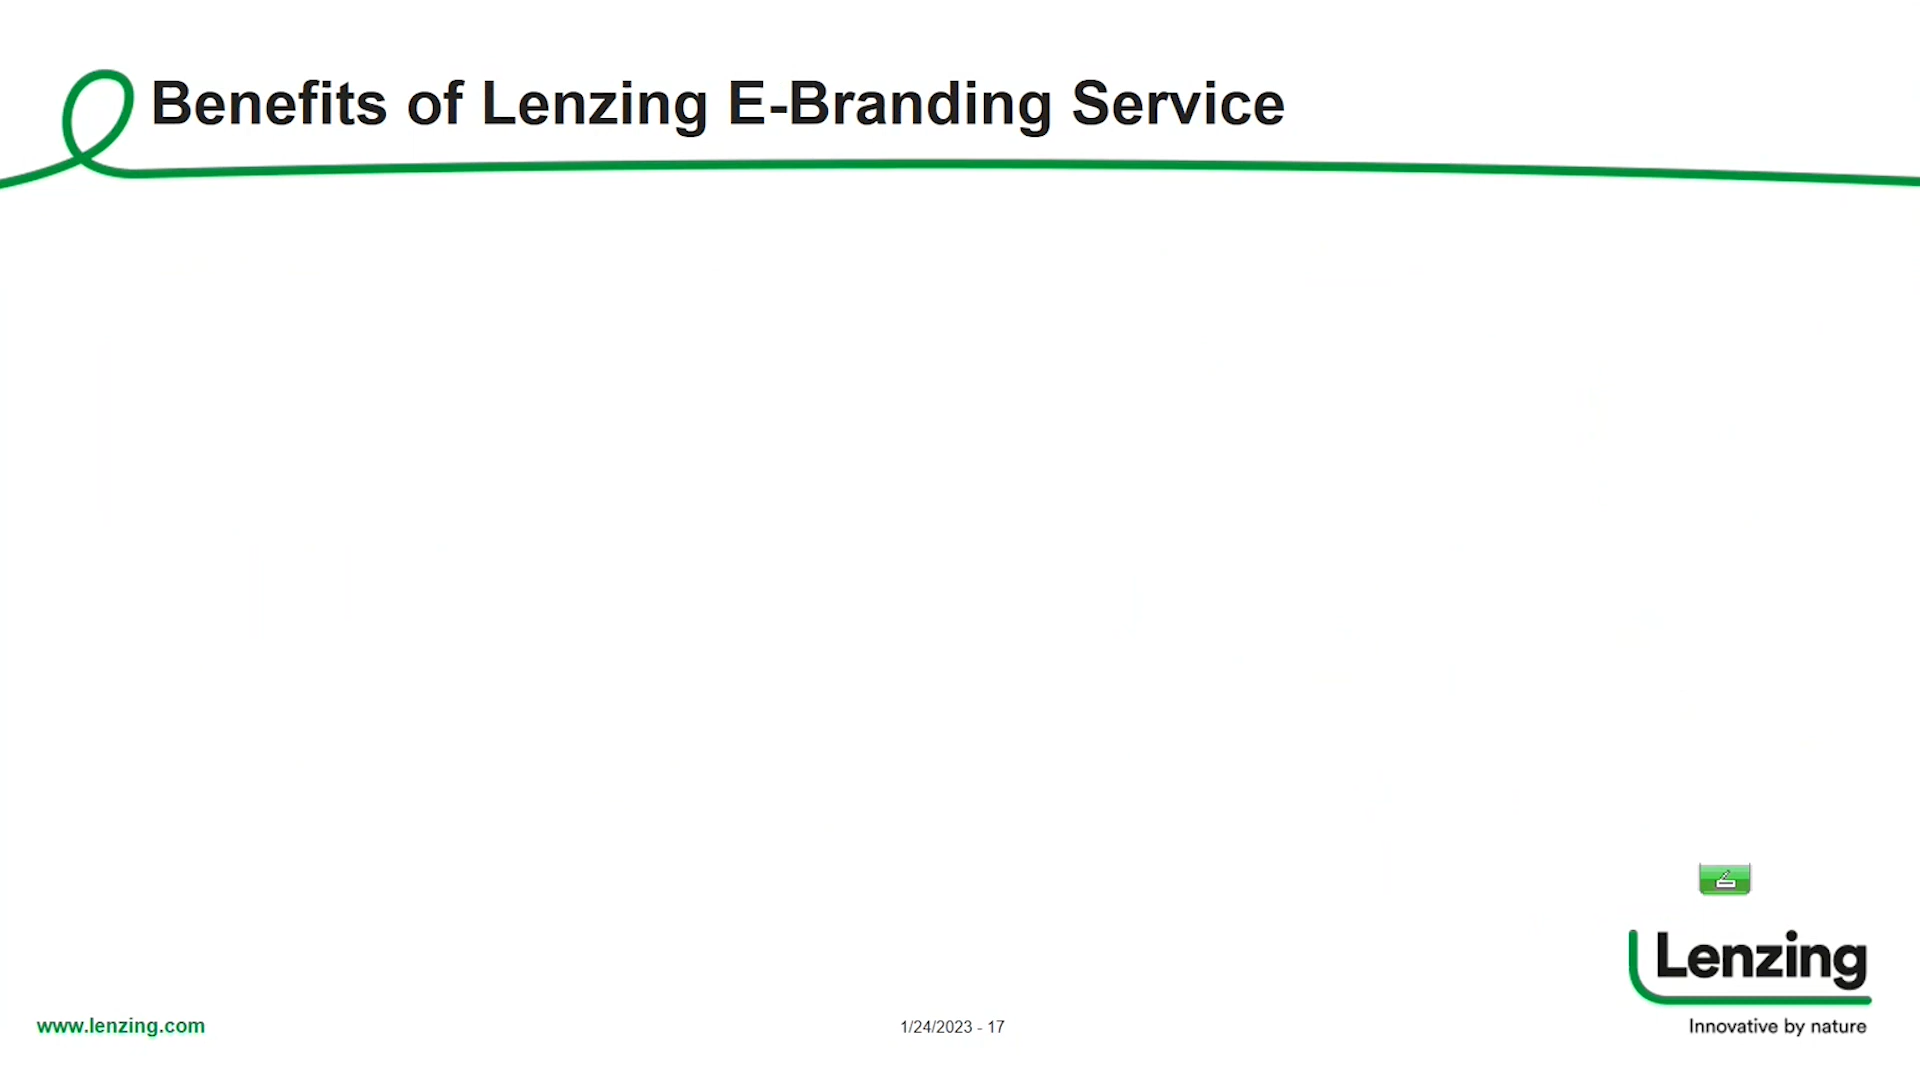 Benefits of Lenzing E-Branding Service
Lenzing
Innovative by nature
www.lenzing.com
1/24/2023 - 17